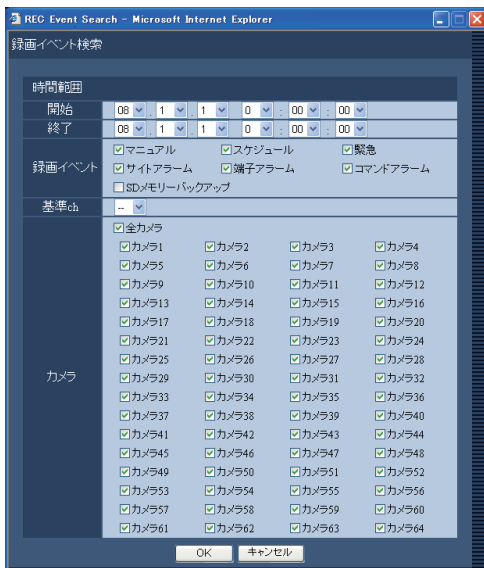 REC Event Search - Microsoft Internet Explorer
録画イベント検索
時間範囲
開始 08 . 1 . 1 0 : 00 : 00
終了 08 . 1 . 1 0 : 00 : 00
録画イベント
マニュアル スケジュール 緊急
サイトアラーム 端子アラーム コマンドアラーム
SDメモリーバックアップ
基準ch --
カメラ
全カメラ
カメラ1 カメラ2 カメラ3 カメラ4
カメラ5 カメラ6 カメラ7 カメラ8
カメラ9 カメラ10 カメラ11 カメラ12
カメラ13 カメラ14 カメラ15 カメラ16
カメラ17 カメラ18 カメラ19 カメラ20
カメラ21 カメラ22 カメラ23 カメラ24
カメラ25 カメラ26 カメラ27 カメラ28
カメラ29 カメラ30 カメラ31 カメラ32
カメラ33 カメラ34 カメラ35 カメラ36
カメラ37 カメラ38 カメラ39 カメラ40
カメラ41 カメラ42 カメラ43 カメラ44
カメラ45 カメラ46 カメラ47 カメラ48
カメラ49 カメラ50 カメラ51 カメラ52
カメラ53 カメラ54 カメラ55 カメラ56
カメラ57 カメラ58 カメラ59 カメラ60
カメラ61 カメラ62 カメラ63 カメラ64
OK キャンセル